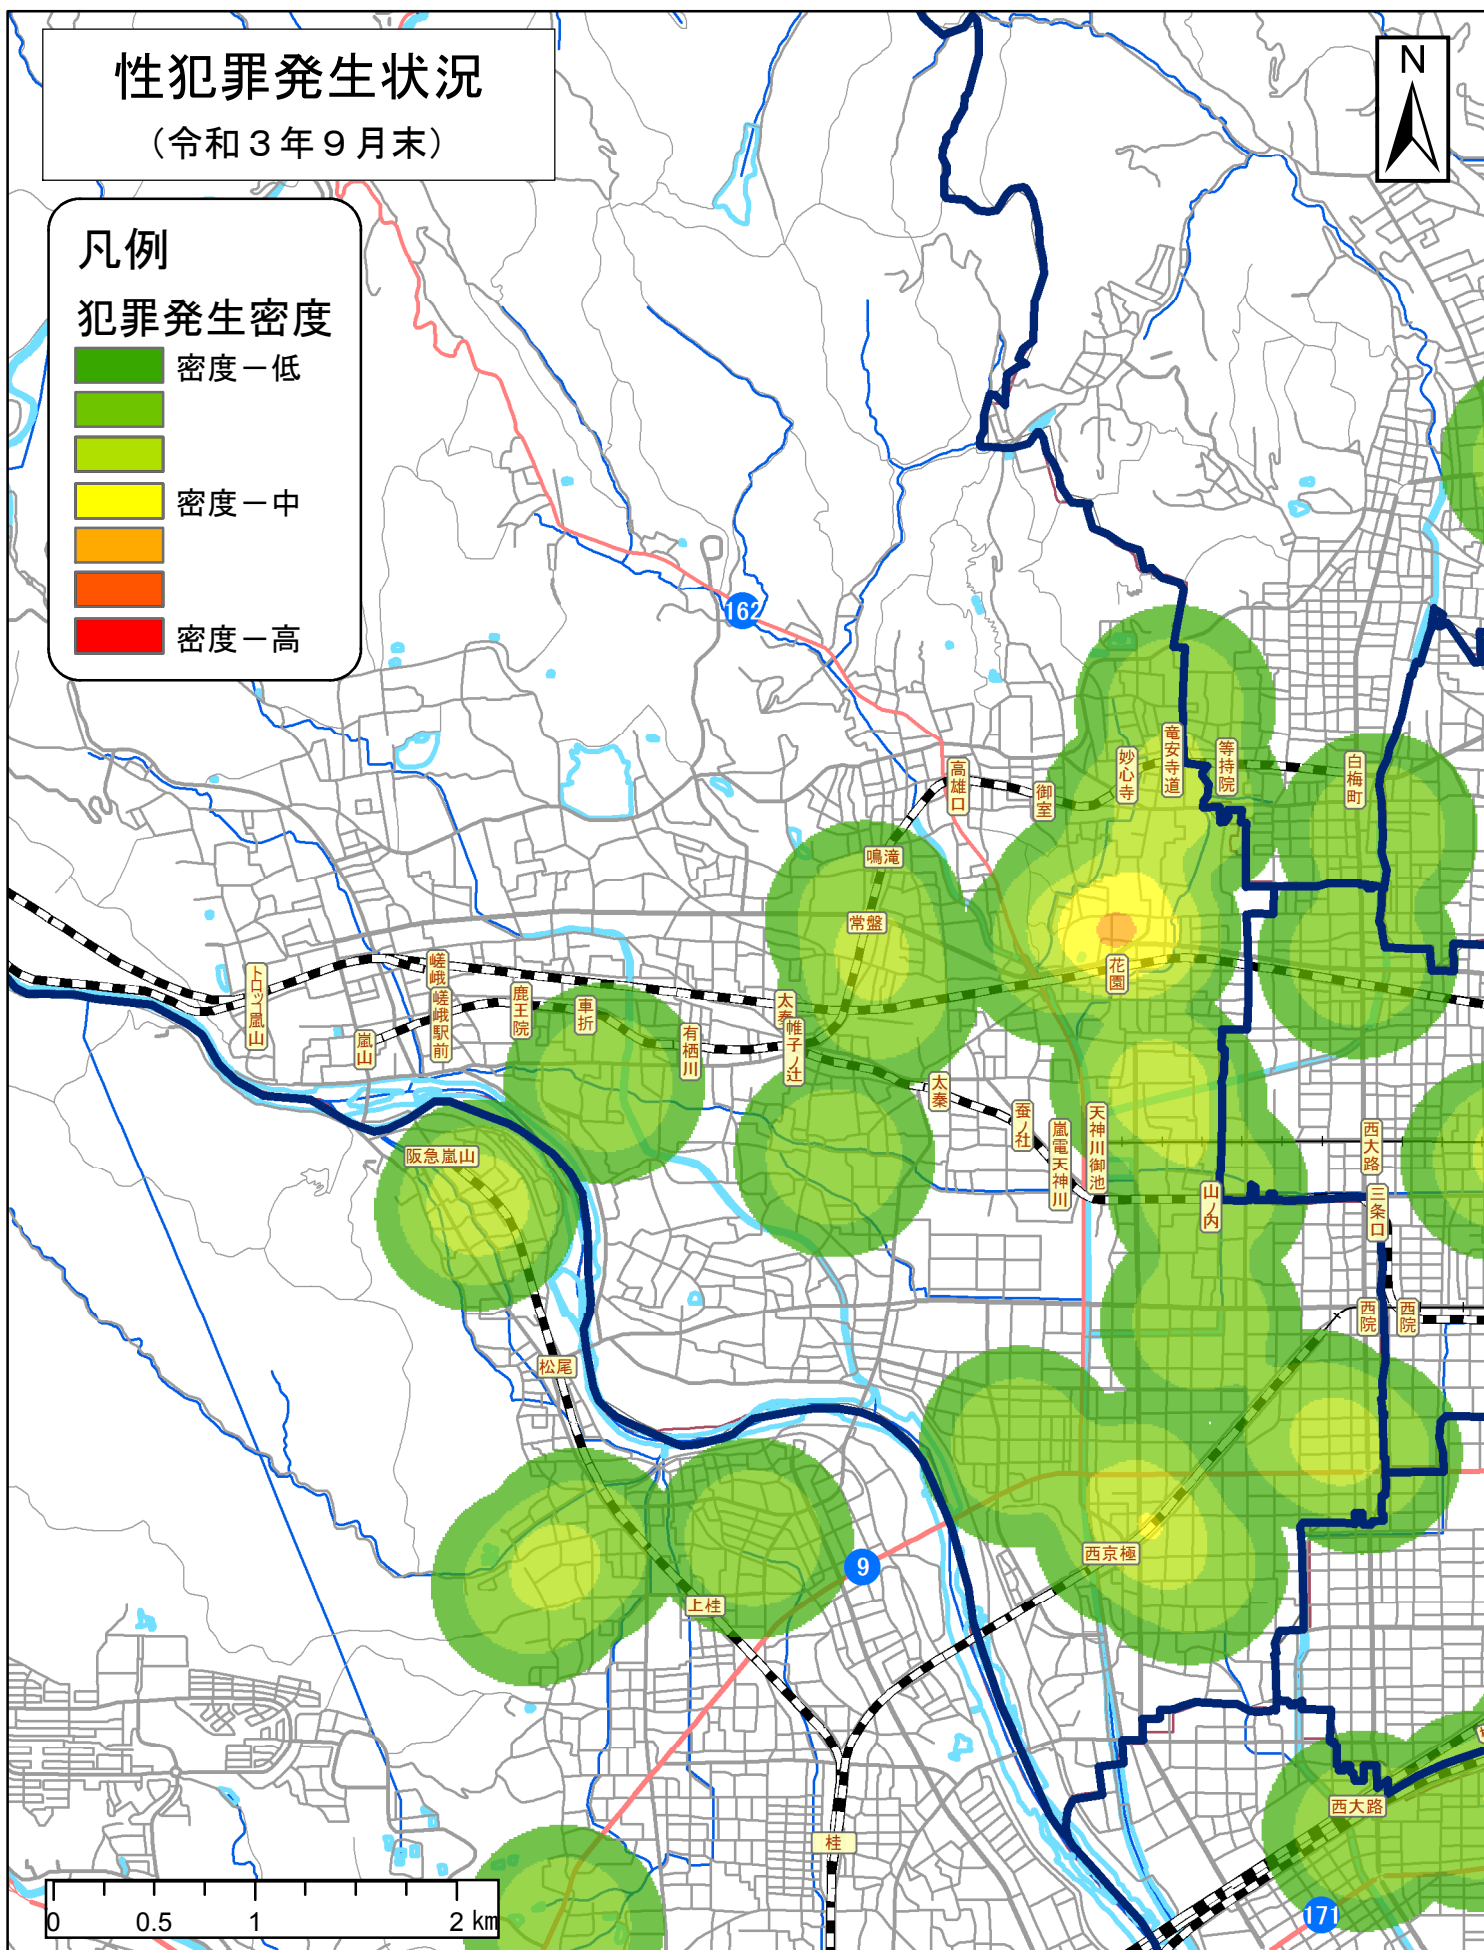 性犯罪発生状況
（令和３年９月末）
N
凡例
犯罪発生密度
密度－低
密度－中
密度－高
162
竜安寺道
等持院
妙心寺
白梅町
高雄口
御室
鳴滝
常盤
花園
トロッコ嵐山
嵯峨
嵯峨駅前
鹿王院
車折
嵐山
有栖川
太秦
帷子ノ辻
太秦
蚕ノ社
嵐電天神川
天神川御池
西大路
山ノ内
三条口
阪急嵐山
西院
西院
松尾
西京極
9
上桂
西大路
桂
171
0 0.5 1 2 km